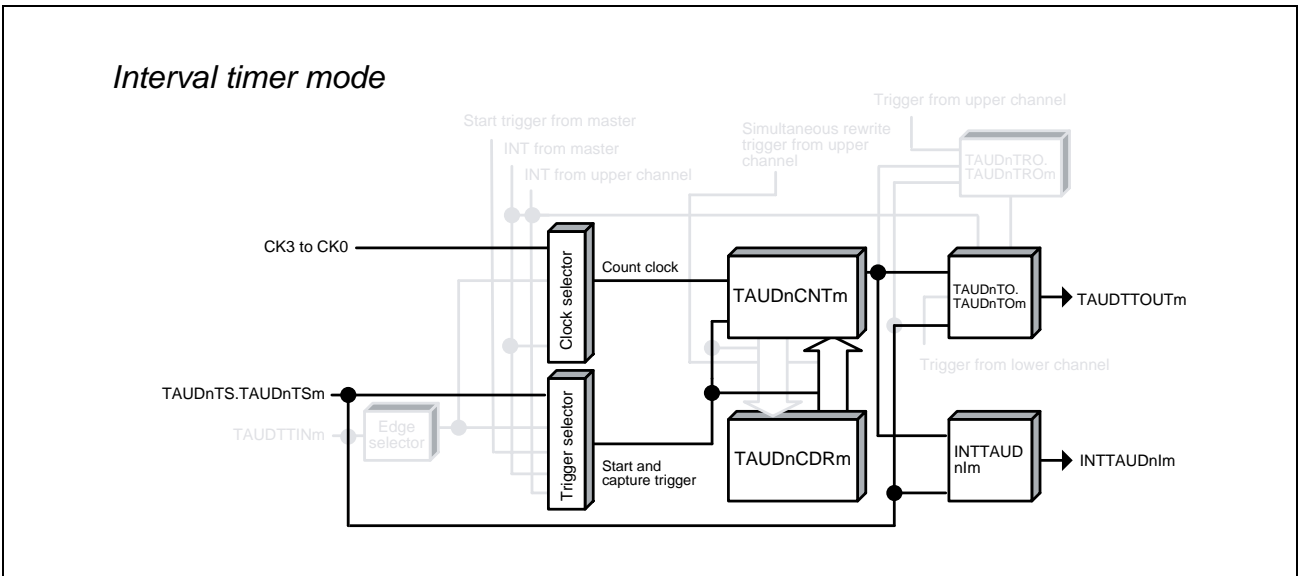 Interval timer mode
Trigger from upper channel
Start trigger from master
Simultaneous rewrite
trigger from upper
channel
INT from master
INT from upper channel
TAUDnTRO.
TAUDnTROm
CK3 to CK0
Clock selector
Count clock
TAUDnCNTm
TAUDnTO.
TAUDnTOm
TAUDTTOUTm
Trigger from lower channel
TAUDnTS.TAUDnTSm
TAUDTTINm
Edge
selector
Trigger selector
Start and
capture trigger
TAUDnCDRm
INTTAUD
nIm
INTTAUDnIm